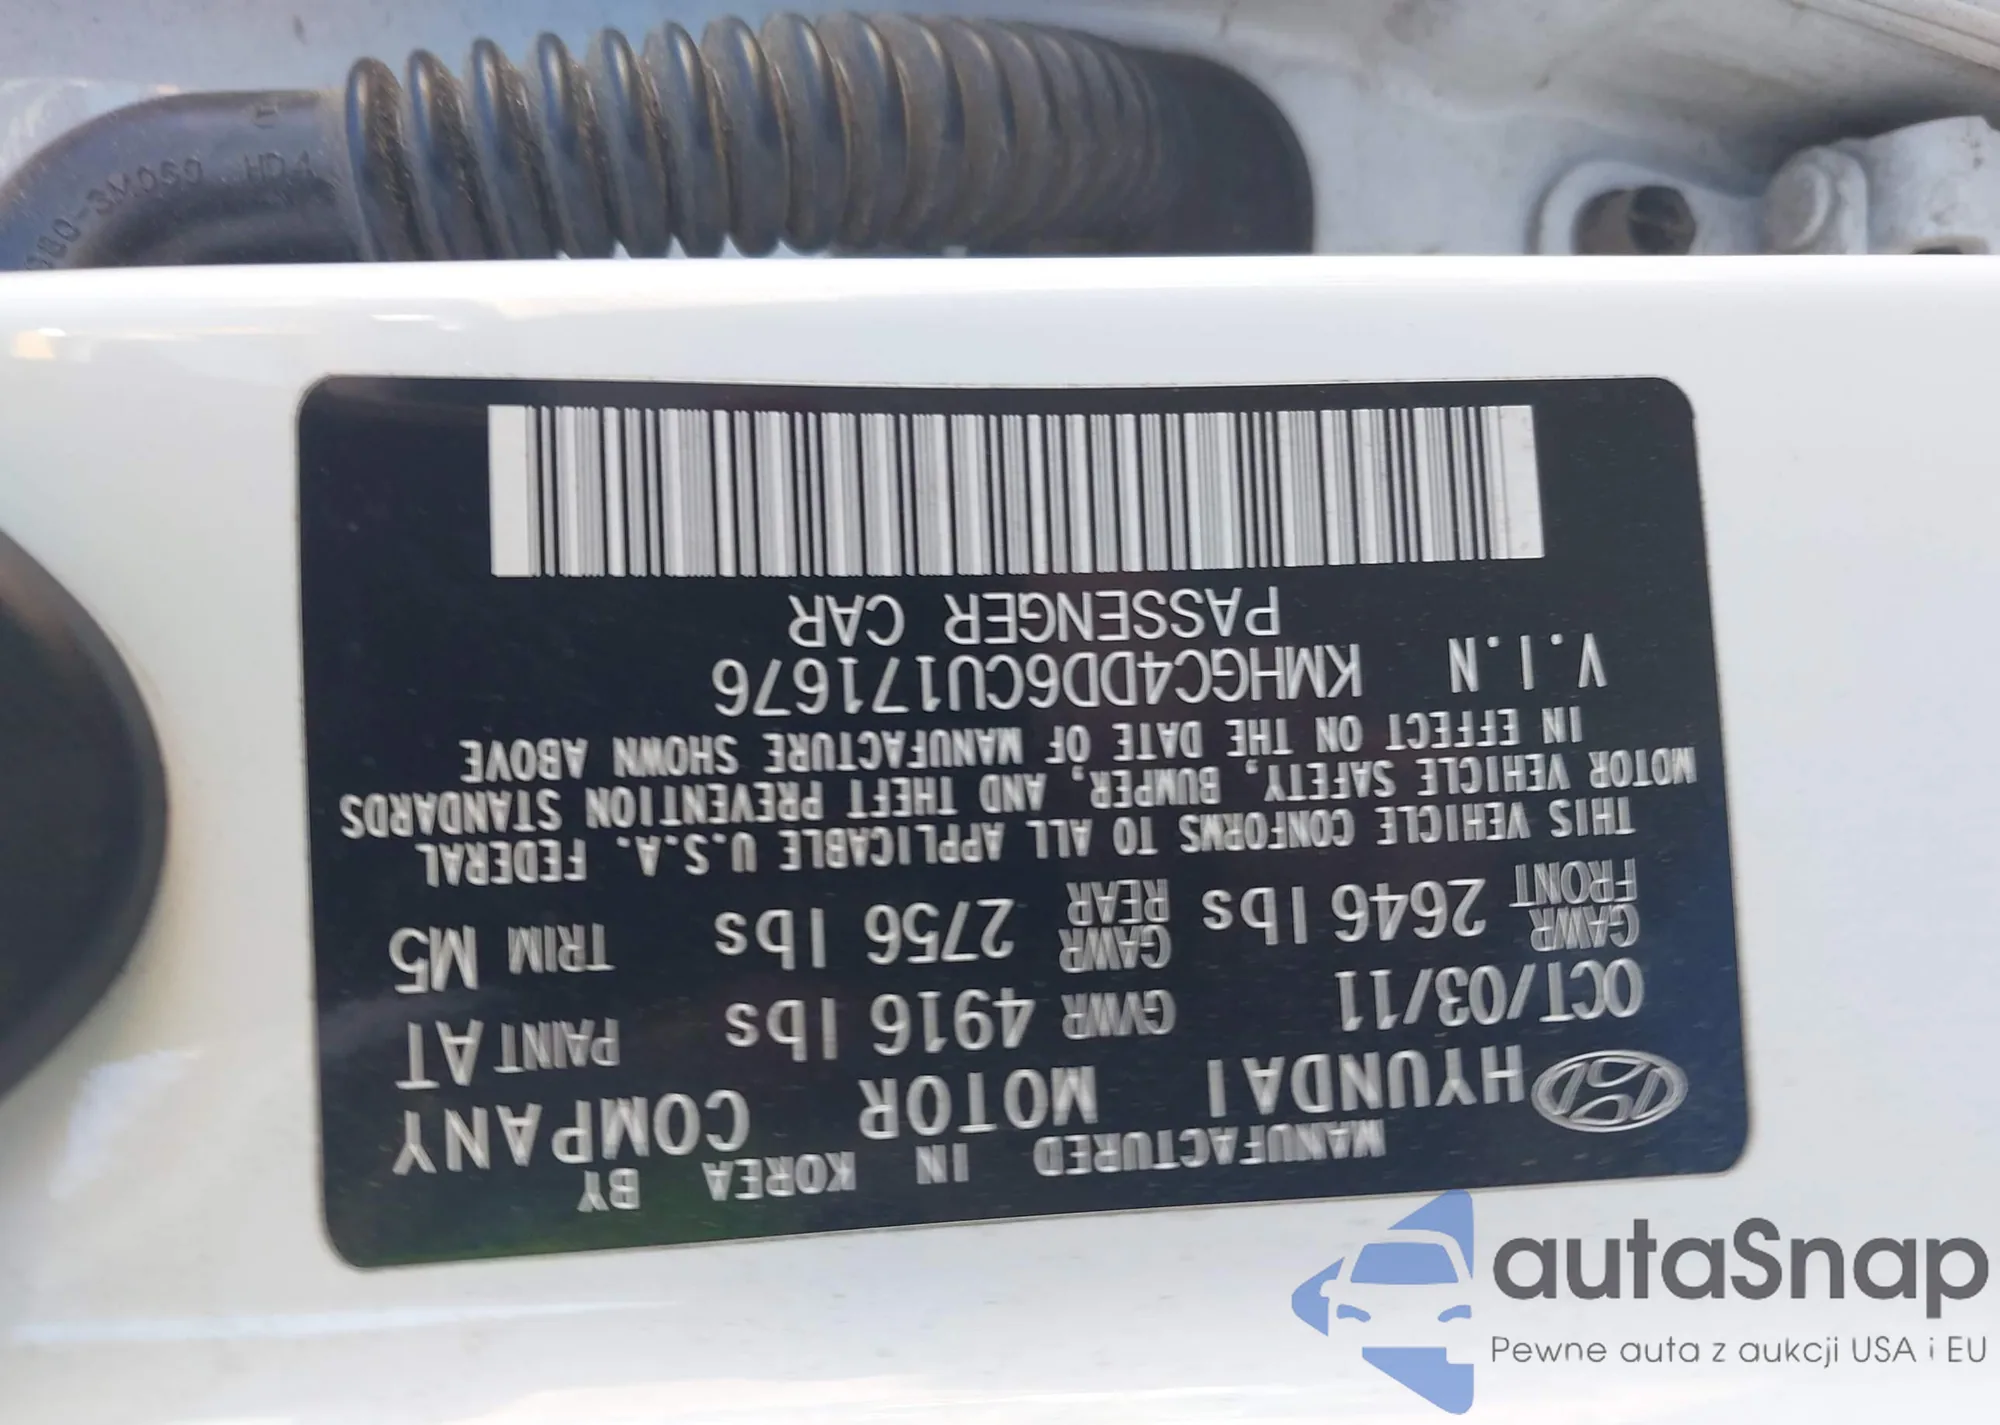 MANUFACTURED IN KOREA BY
HYUNDAI MOTOR COMPANY
OCT/03/11 GVWR 4916 lbs PAINT AT
GAWR FRONT 2646 lbs GAWR REAR 2756 lbs TRIM M5
THIS VEHICLE CONFORMS TO ALL APPLICABLE U.S.A. FEDERAL
MOTOR VEHICLE SAFETY, BUMPER, AND THEFT PREVENTION STANDARDS
IN EFFECT ON THE DATE OF MANUFACTURE SHOWN ABOVE
V.I.N KMHGC4DD6CU171676
PASSENGER CAR
HD4
autaSnap
Pewne auta z aukcji USA i EU